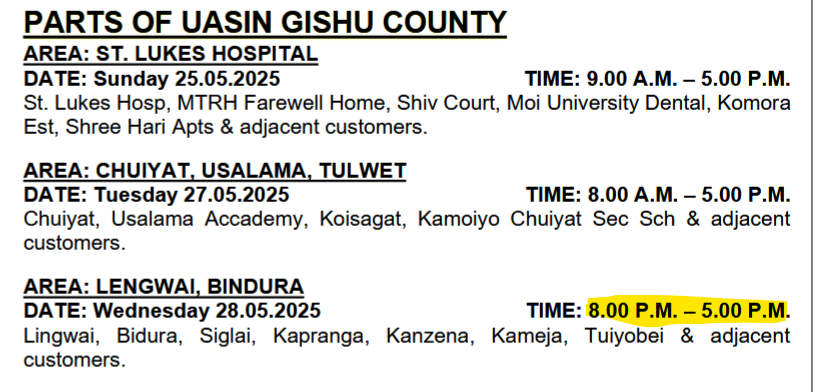 PARTS OF UASIN GISHU COUNTY
AREA: ST. LUKES HOSPITAL
DATE: Sunday 25.05.2025 TIME: 9.00 A.M. – 5.00 P.M.
St. Lukes Hosp, MTRH Farewell Home, Shiv Court, Moi University Dental, Komora
Est, Shree Hari Apts & adjacent customers.
AREA: CHUIYAT, USALAMA, TULWET
DATE: Tuesday 27.05.2025 TIME: 8.00 A.M. – 5.00 P.M.
Chuiyat, Usalama Accademy, Koisagat, Kamoiyo Chuiyat Sec Sch & adjacent
customers.
AREA: LENGWAI, BINDURA
DATE: Wednesday 28.05.2025 TIME: 8.00 P.M. – 5.00 P.M.
Lingwai, Bidura, Siglai, Kapranga, Kanzena, Kameja, Tuiyobei & adjacent
customers.